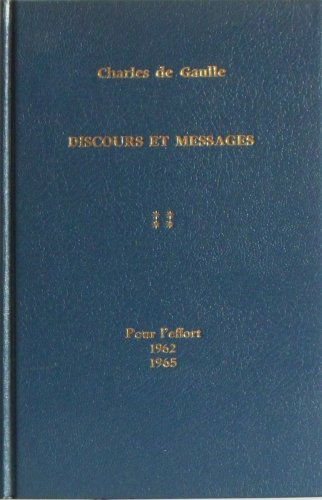 Charles de Gaulle
DISCOURS ET MESSAGES
Pour l'effort
1962
1965